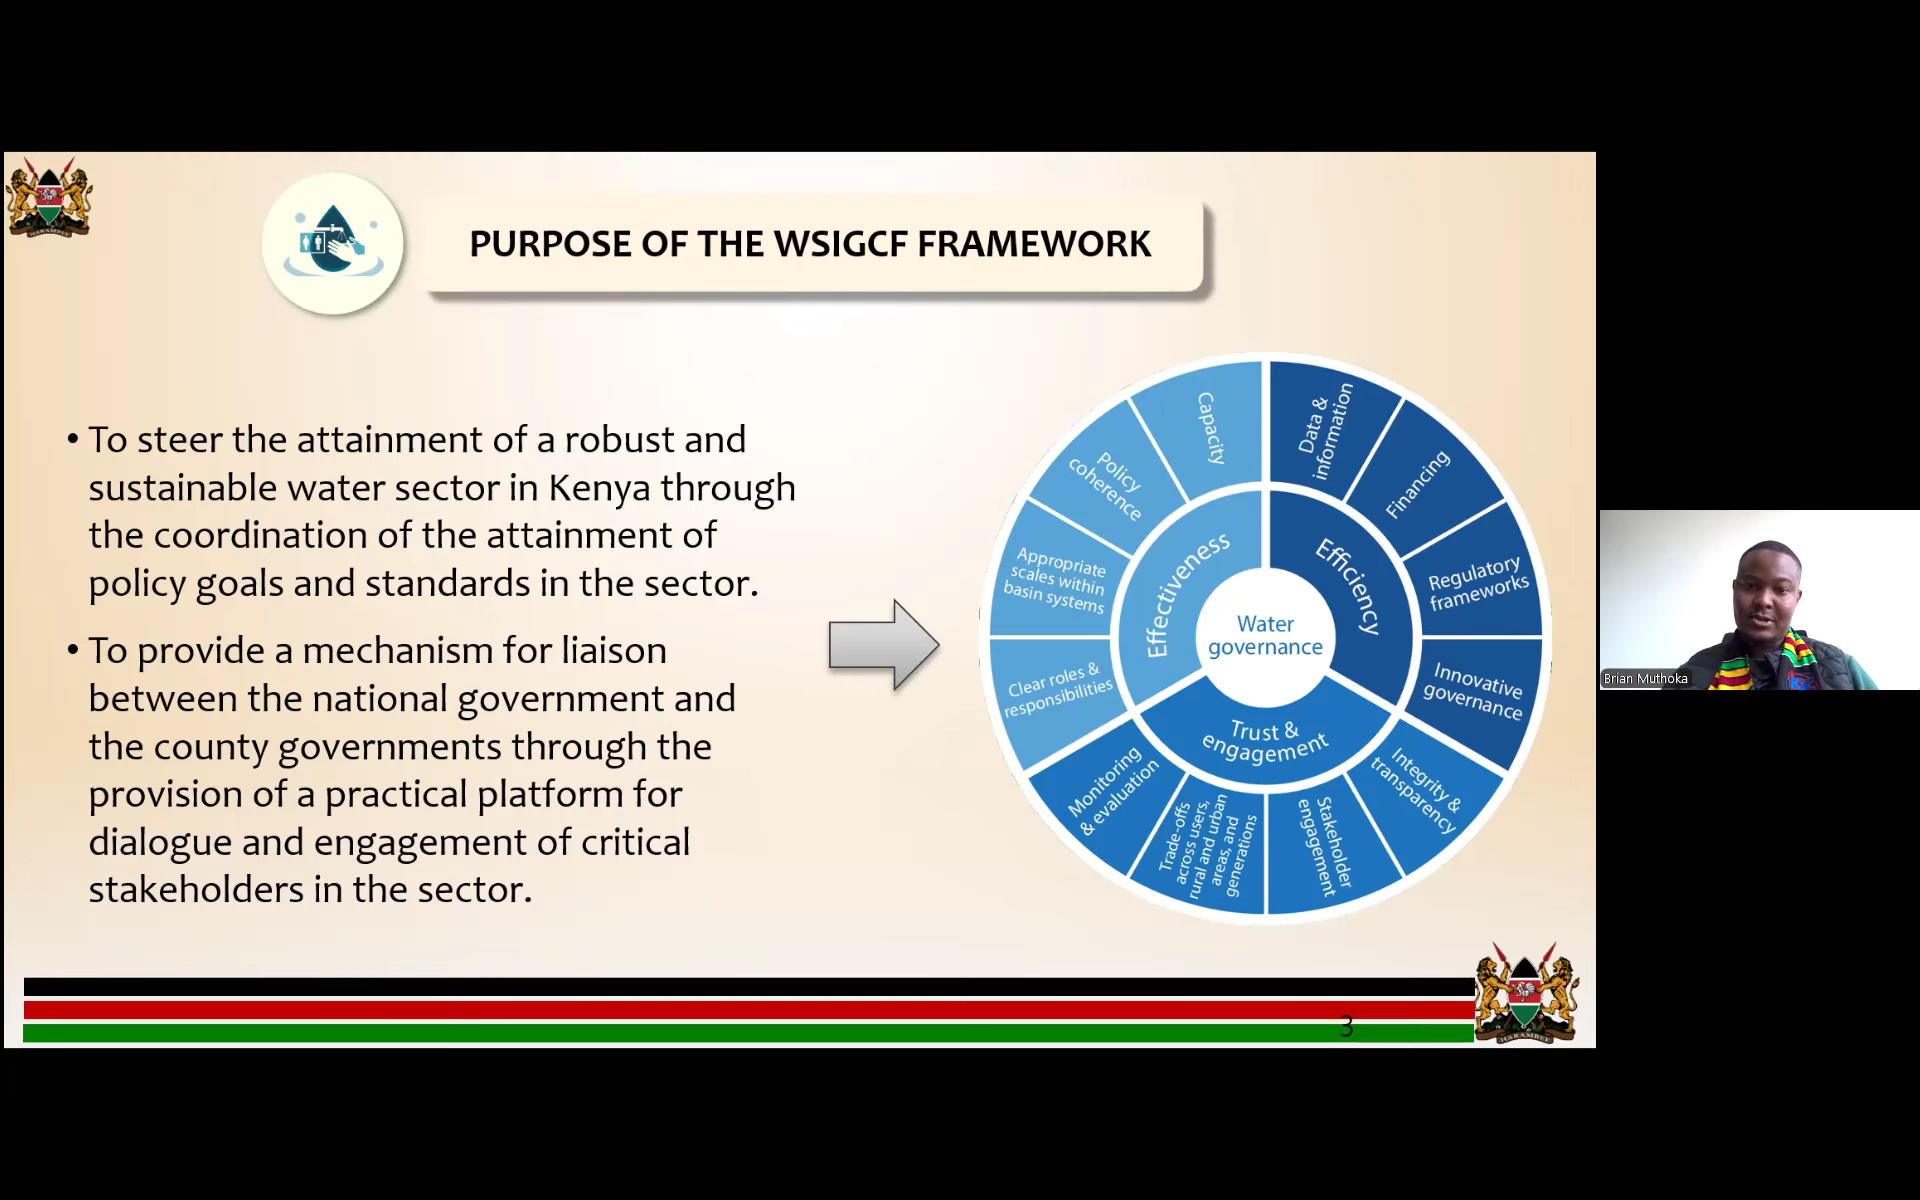 PURPOSE OF THE WSIGCF FRAMEWORK
• To steer the attainment of a robust and
sustainable water sector in Kenya through
the coordination of the attainment of
policy goals and standards in the sector.
• To provide a mechanism for liaison
between the national government and
the county governments through the
provision of a practical platform for
dialogue and engagement of critical
stakeholders in the sector.
Water
governance
Effectiveness
Efficiency
Trust &
engagement
Capacity
Data &
information
Financing
Regulatory
frameworks
Innovative
governance
Integrity &
transparency
Stakeholder
engagement
Trade-offs
across users,
rural and urban
areas, and
generations
Monitoring
& evaluation
Clear roles &
responsibilities
Appropriate
scales within
basin systems
Policy
coherence
3
HARAMBEE
HARAMBEE
Brian Muthoka